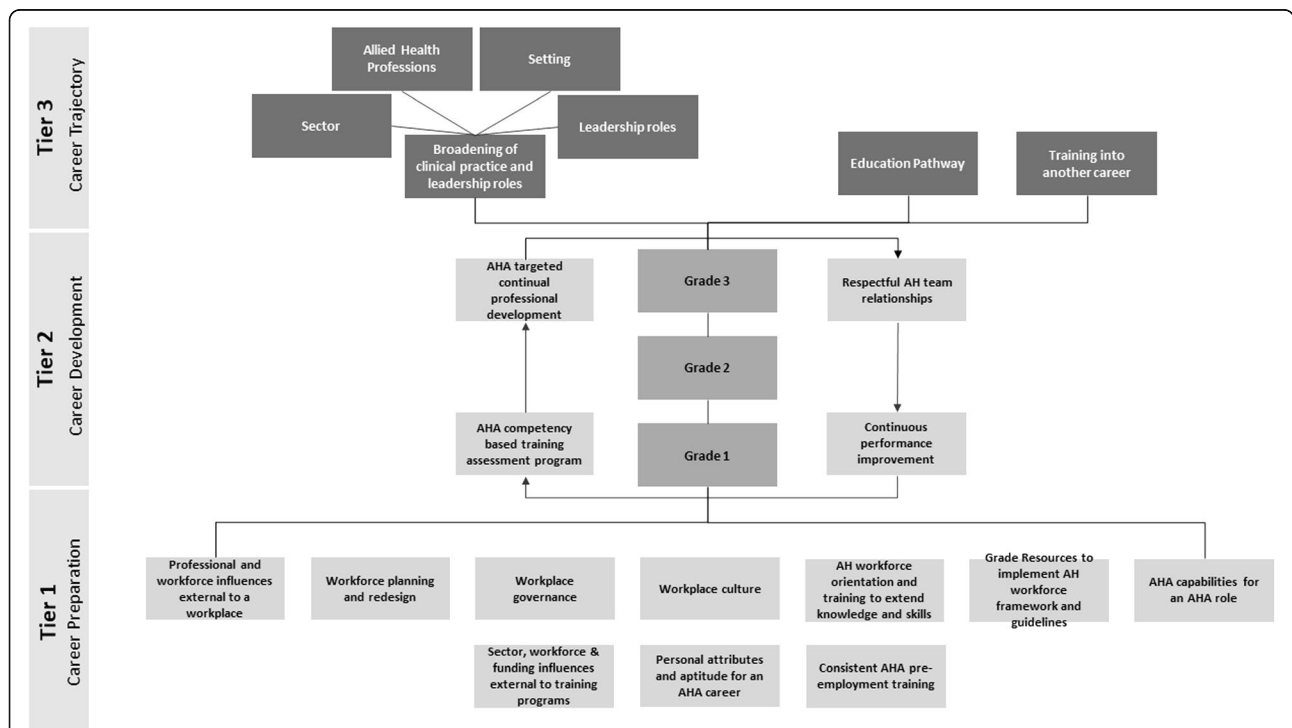 Tier 3
Career Trajectory
Allied Health
Professions
Setting
Sector
Leadership roles
Broadening of
clinical practice and
leadership roles
Education Pathway
Training into
another career
Tier 2
Career Development
AHA targeted
continual
professional
development
Grade 3
Respectful AH team
relationships
Grade 2
AHA competency
based training
assessment program
Grade 1
Continuous
performance
improvement
Tier 1
Career Preparation
Professional and
workforce influences
external to a
workplace
Workforce planning
and redesign
Workplace
governance
Workplace culture
AH workforce
orientation and
training to extend
knowledge and skills
Grade Resources to
implement AH
workforce
framework and
guidelines
AHA capabilities for
an AHA role
Sector, workforce &
funding influences
external to training
programs
Personal attributes
and aptitude for an
AHA career
Consistent AHA pre-
employment training